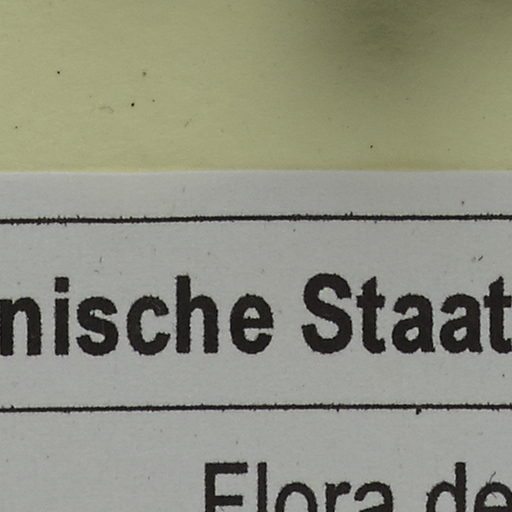 nische Staat
Flora de